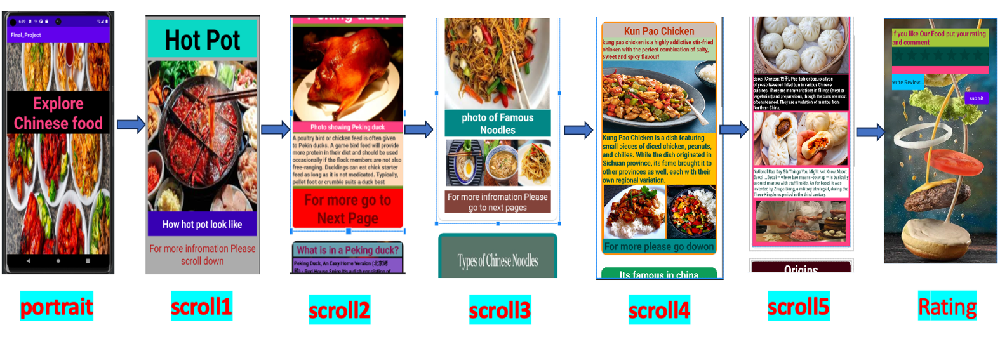 6:39
Final_Project
Explore
Chinese food
portrait
Hot Pot
How hot pot look like
For more infromation Please
scroll down
scroll1
Peking duck
Photo showing Peking duck
A poultry bird or chicken feed is often given
to Pekin ducks. A game bird feed will provide
more protein in their diet and should be used
occasionally if the flock members are not also
free-ranging. Ducklings can eat chick starter
feed as long as it is not medicated. Typically,
pellet foot or crumble suits a duck best
For more go to
Next Page
What is in a Peking duck?
Peking Duck, An Easy Home Version (北京烤
鸭) - Red House Spice It's a dish consisting of
scroll2
photo of Famous
Noodles
For more infromation Please
go to next pages
Types of Chinese Noodles
scroll3
Kun Pao Chicken
kung pao chicken is a highly addictive stir-fried
chicken with the perfect combination of salty,
sweet and spicy flavour!
Kung Pao Chicken is a dish featuring
small pieces of diced chicken, peanuts,
and chilies. While the dish originated in
Sichuan province, its fame brought it to
other provinces as well, each with their
own regional variation.
For more please go dowon
Its famous in china
scroll4
Baozi(Chinese: 包子), Pao-tsih or bao, is a type
of yeast-leavened filled bun in various Chinese
cuisines. There are many variations in fillings (meat or
vegetarian) and preparations, though the buns are most
often steamed. They are a variation of mantou from
Northern China.
National Bao Day Six Things You Might Not Know About
Baozi ... Baozi – where bao means -to wrap – is basically
a round mantou with stuff inside. As for baozi, it was
invented by Zhuge Liang, a military strategist, during the
Three Kingdoms period in the third century.
Origins
scroll5
If you like Our Food put your rating
and comment
write Review...
submit
Rating